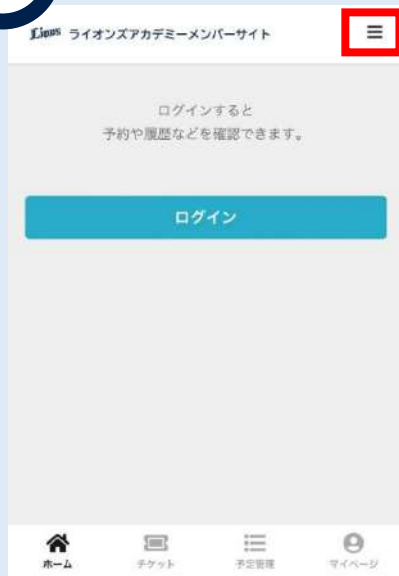 Lions ライオンズアカデミーメンバーサイト
ログインすると
予約や履歴などを確認できます。
ログイン
ホーム
チケット
予定管理
マイページ